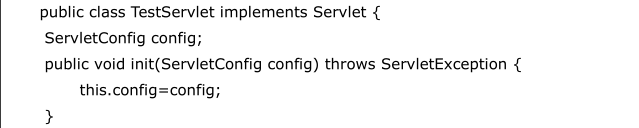 public class TestServlet implements Servlet {
ServletConfig config;
public void init(ServletConfig config) throws ServletException {
this.config=config;
}